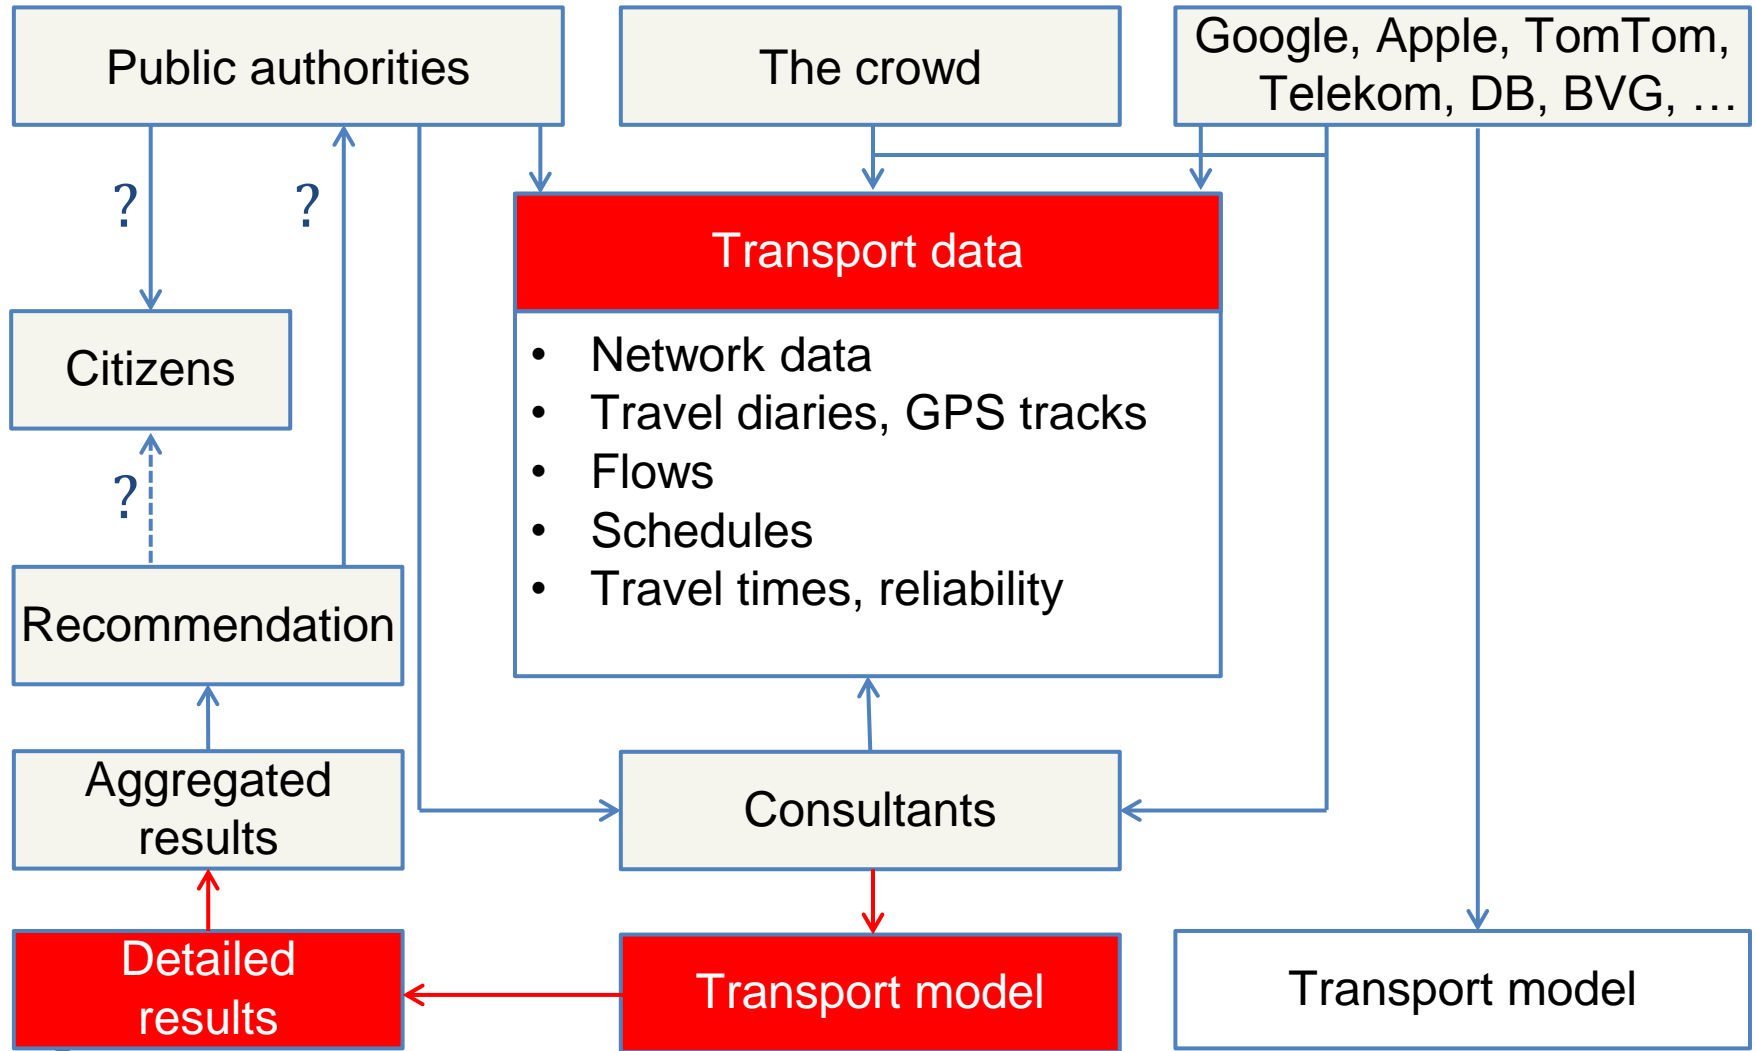 Public authorities
The crowd
Google, Apple, TomTom,
Telekom, DB, BVG, …
?
?
Transport data
Citizens
• Network data
• Travel diaries, GPS tracks
• Flows
• Schedules
• Travel times, reliability
?
Recommendation
Aggregated
results
Consultants
Detailed
results
Transport model
Transport model